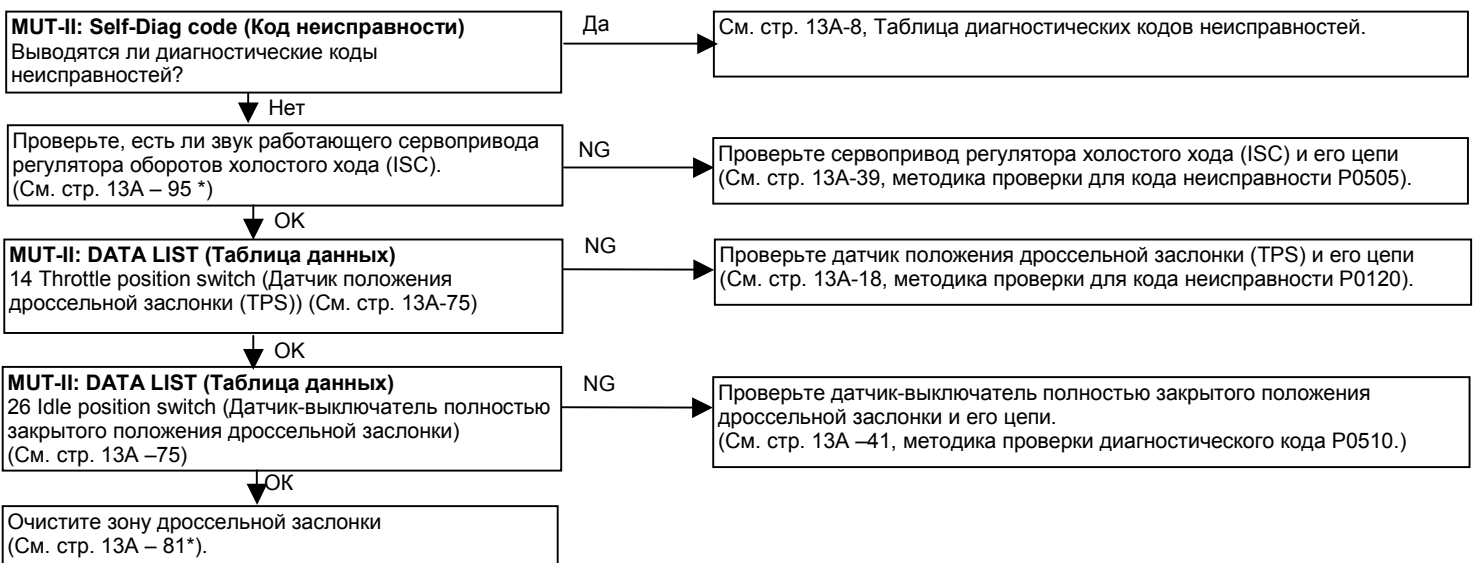 MUT-II: Self-Diag code (Код неисправности)
Выводятся ли диагностические коды
неисправностей?
Да
См. стр. 13A-8, Таблица диагностических кодов неисправностей.
Нет
Проверьте, есть ли звук работающего сервопривода
регулятора оборотов холостого хода (ISC).
(См. стр. 13A – 95 *)
NG
Проверьте сервопривод регулятора холостого хода (ISC) и его цепи
(См. стр. 13A-39, методика проверки для кода неисправности P0505).
OK
MUT-II: DATA LIST (Таблица данных)
14 Throttle position switch (Датчик положения
дроссельной заслонки (TPS)) (См. стр. 13A-75)
NG
Проверьте датчик положения дроссельной заслонки (TPS) и его цепи
(См. стр. 13A-18, методика проверки для кода неисправности P0120).
OK
MUT-II: DATA LIST (Таблица данных)
26 Idle position switch (Датчик-выключатель полностью
закрытого положения дроссельной заслонки)
(См. стр. 13A –75)
NG
Проверьте датчик-выключатель полностью закрытого положения
дроссельной заслонки и его цепи.
(См. стр. 13A –41, методика проверки диагностического кода P0510.)
OK
Очистите зону дроссельной заслонки
(См. стр. 13A – 81*).